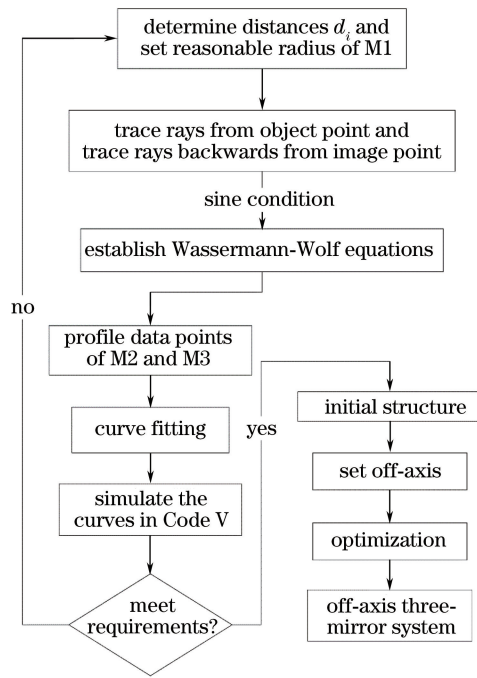 determine distances d_i and
set reasonable radius of M1
trace rays from object point and
trace rays backwards from image point
sine condition
establish Wassermann-Wolf equations
no
profile data points
of M2 and M3
curve fitting
yes
simulate the
curves in Code V
meet
requirements?
initial structure
set off-axis
optimization
off-axis three-
mirror system